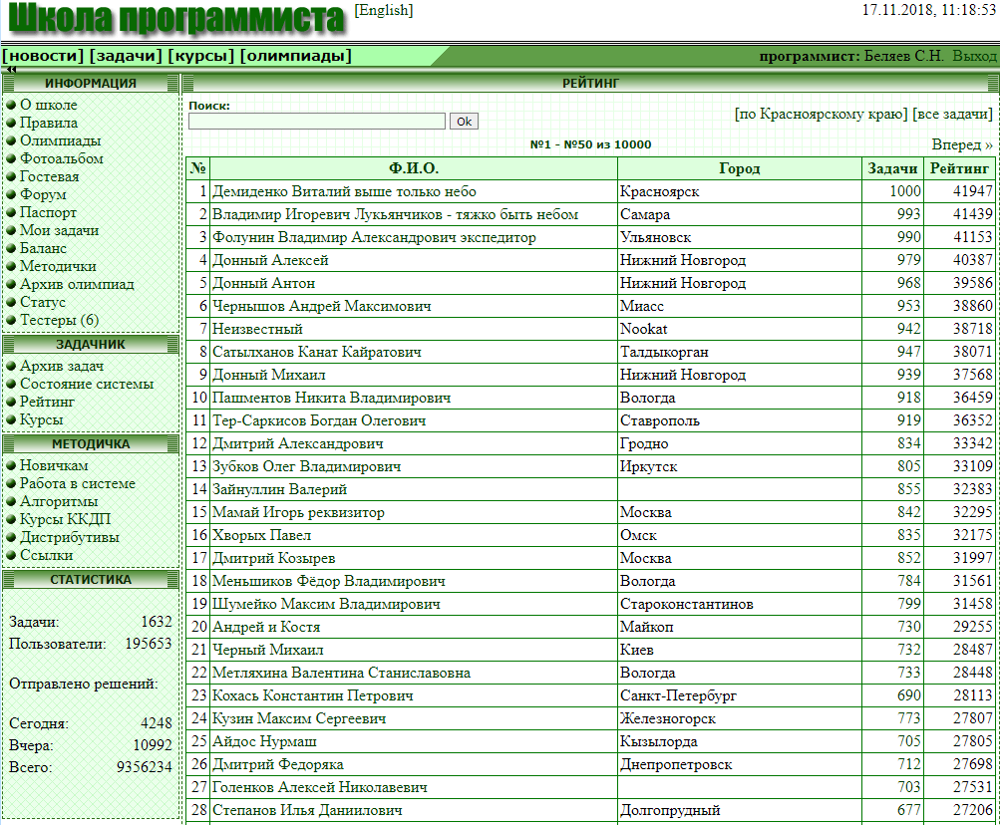 Школа программиста [English] 17.11.2018, 11:18:53
[новости] [задачи] [курсы] [олимпиады] программист: Беляев С.Н. Выход
ИНФОРМАЦИЯ
О школе
Правила
Олимпиады
Фотоальбом
Гостевая
Форум
Паспорт
Мои задачи
Баланс
Методички
Архив олимпиад
Статус
Тестеры (6)
ЗАДАЧНИК
Архив задач
Состояние системы
Рейтинг
Курсы
МЕТОДИЧКА
Новичкам
Работа в системе
Алгоритмы
Курсы ККДП
Дистрибутивы
Ссылки
СТАТИСТИКА
Задачи: 1632
Пользователи: 195653
Отправлено решений:
Сегодня: 4248
Вчера: 10992
Всего: 9356234
РЕЙТИНГ
Поиск:
Ok
[по Красноярскому краю] [все задачи]
№1 - №50 из 10000 Вперед »
№ Ф.И.О. Город Задачи Рейтинг
1 Демиденко Виталий выше только небо Красноярск 1000 41947
2 Владимир Игоревич Лукьянчиков - тяжко быть небом Самара 993 41439
3 Фолунин Владимир Александрович экспедитор Ульяновск 990 41153
4 Донный Алексей Нижний Новгород 979 40387
5 Донный Антон Нижний Новгород 968 39586
6 Чернышов Андрей Максимович Миасс 953 38860
7 Неизвестный Nookat 942 38718
8 Сатылханов Канат Кайратович Талдыкорган 947 38071
9 Донный Михаил Нижний Новгород 939 37568
10 Пашментов Никита Владимирович Вологда 918 36459
11 Тер-Саркисов Богдан Олегович Ставрополь 919 36352
12 Дмитрий Александрович Гродно 834 33342
13 Зубков Олег Владимирович Иркутск 805 33109
14 Зайнуллин Валерий 855 32383
15 Мамай Игорь реквизитор Москва 842 32295
16 Хворых Павел Омск 835 32175
17 Дмитрий Козырев Москва 852 31997
18 Меньшиков Фёдор Владимирович Вологда 784 31561
19 Шумейко Максим Владимирович Староконстантинов 799 31458
20 Андрей и Костя Майкоп 730 29255
21 Черный Михаил Киев 732 28487
22 Метляхина Валентина Станиславовна Вологда 733 28448
23 Кохась Константин Петрович Санкт-Петербург 690 28113
24 Кузин Максим Сергеевич Железногорск 773 27807
25 Айдос Нурмаш Кызылорда 705 27805
26 Дмитрий Федоряка Днепропетровск 712 27698
27 Голенков Алексей Николаевич 703 27531
28 Степанов Илья Даниилович Долгопрудный 677 27206